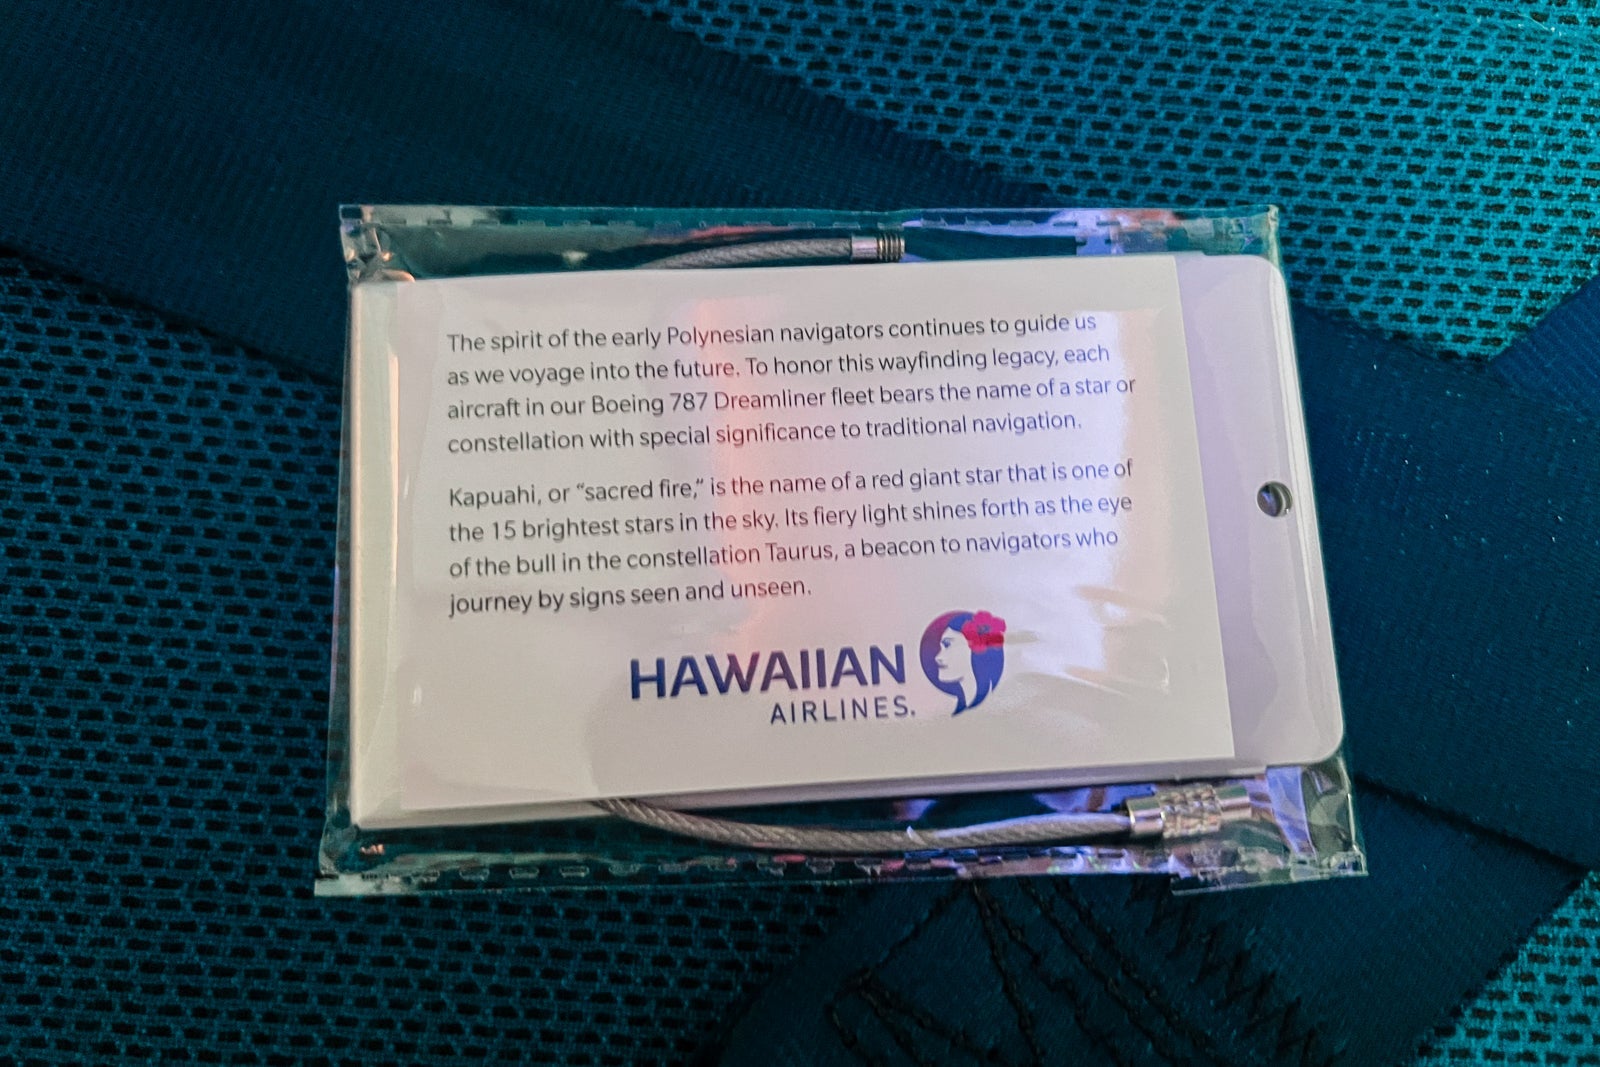 The spirit of the early Polynesian navigators continues to guide us
as we voyage into the future. To honor this wayfinding legacy, each
aircraft in our Boeing 787 Dreamliner fleet bears the name of a star or
constellation with special significance to traditional navigation.
Kapuahi, or “sacred fire,” is the name of a red giant star that is one of
the 15 brightest stars in the sky. Its fiery light shines forth as the eye
of the bull in the constellation Taurus, a beacon to navigators who
journey by signs seen and unseen.
HAWAIIAN
AIRLINES.